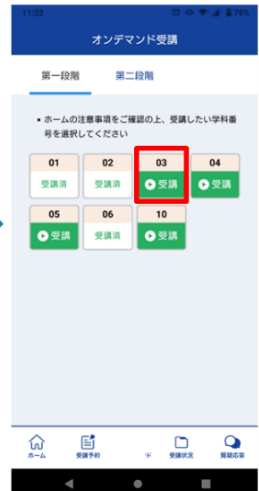 11:32 79%
オンデマンド受講
第一段階 第二段階
• ホームの注意事項をご確認の上、受講したい学科番
号を選択してください
01 02 03 04
受講済 受講済 受講 受講
05 06 10
受講 受講済 受講
ホーム 受講予約 ド 受講状況 質疑応答